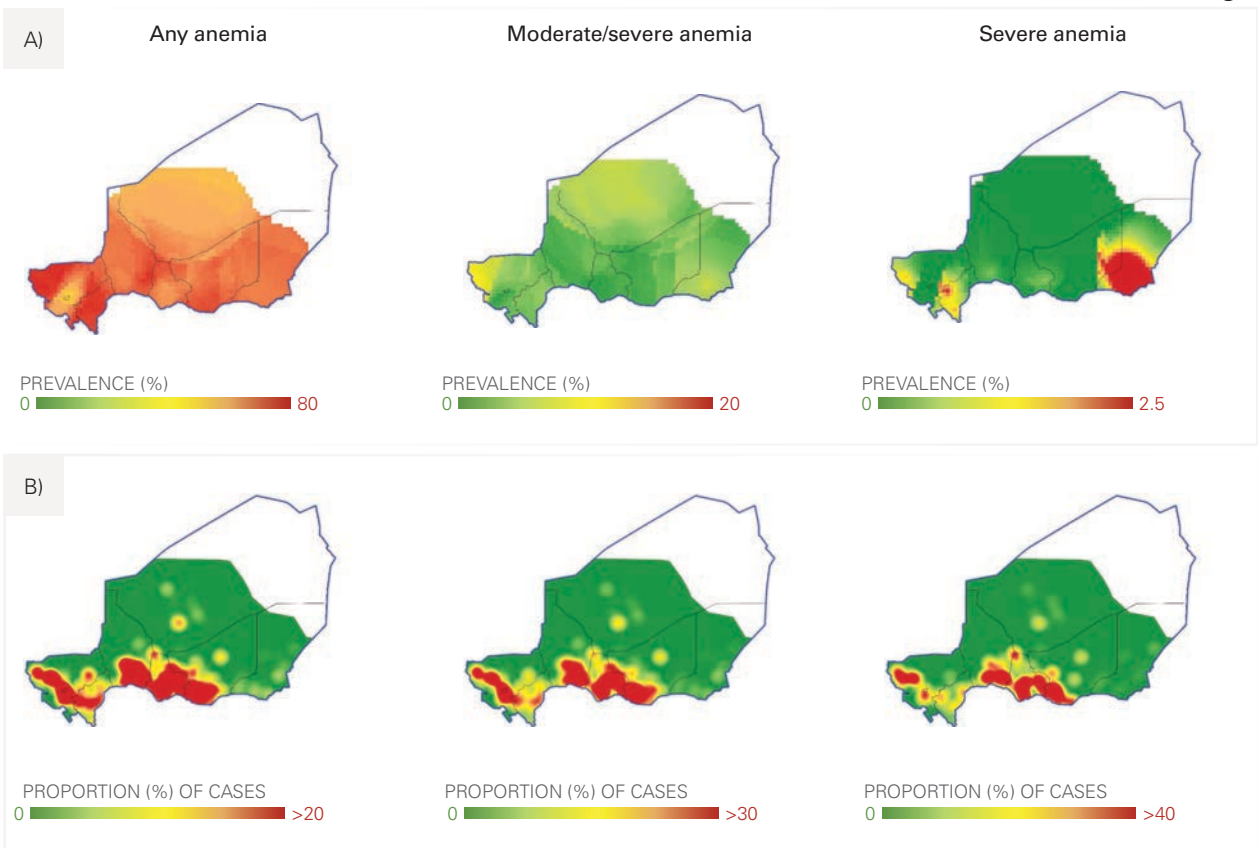 A)
Any anemia
Moderate/severe anemia
Severe anemia
PREVALENCE (%)
0 80
PREVALENCE (%)
0 20
PREVALENCE (%)
0 2.5
B)
PROPORTION (%) OF CASES
0 >20
PROPORTION (%) OF CASES
0 >30
PROPORTION (%) OF CASES
0 >40